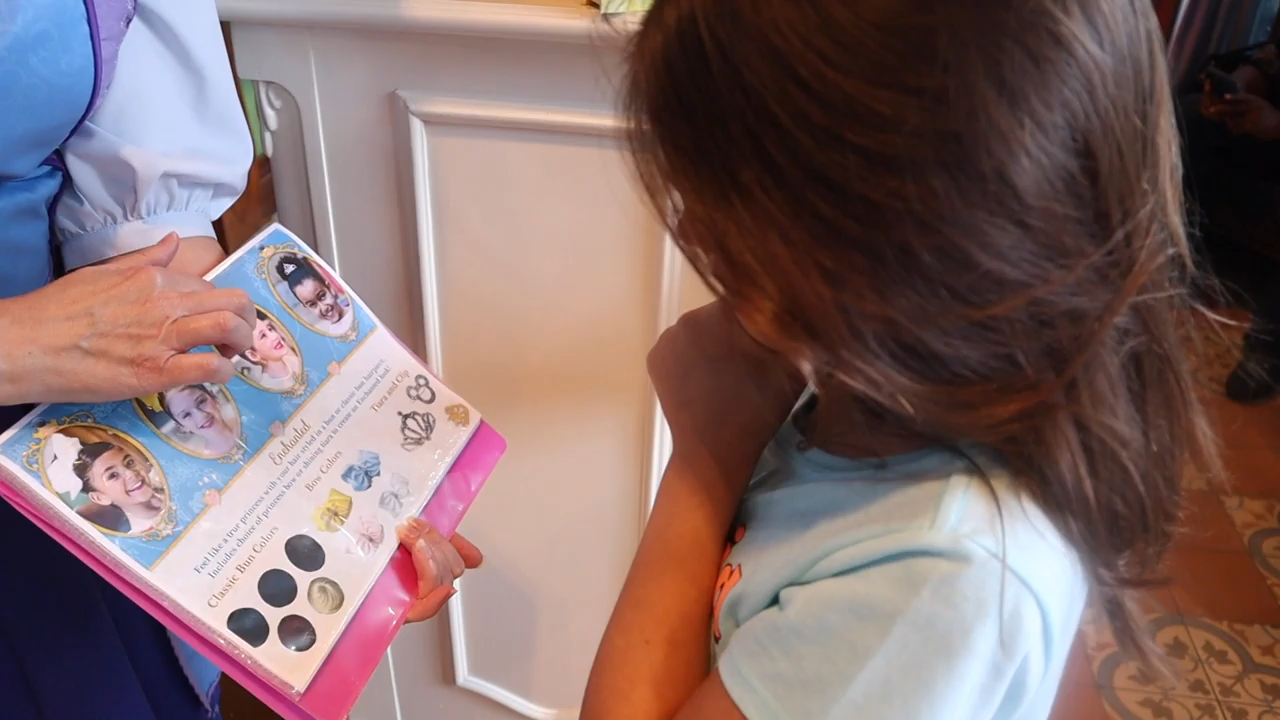 Enchanted
Feel like a true princess with your hair styled in a bun or classic bun hairpiece.
Includes choice of princess bow or shining tiara to create an Enchanted look!
Classic Bun Colors
Bow Colors
Tiara and Clip